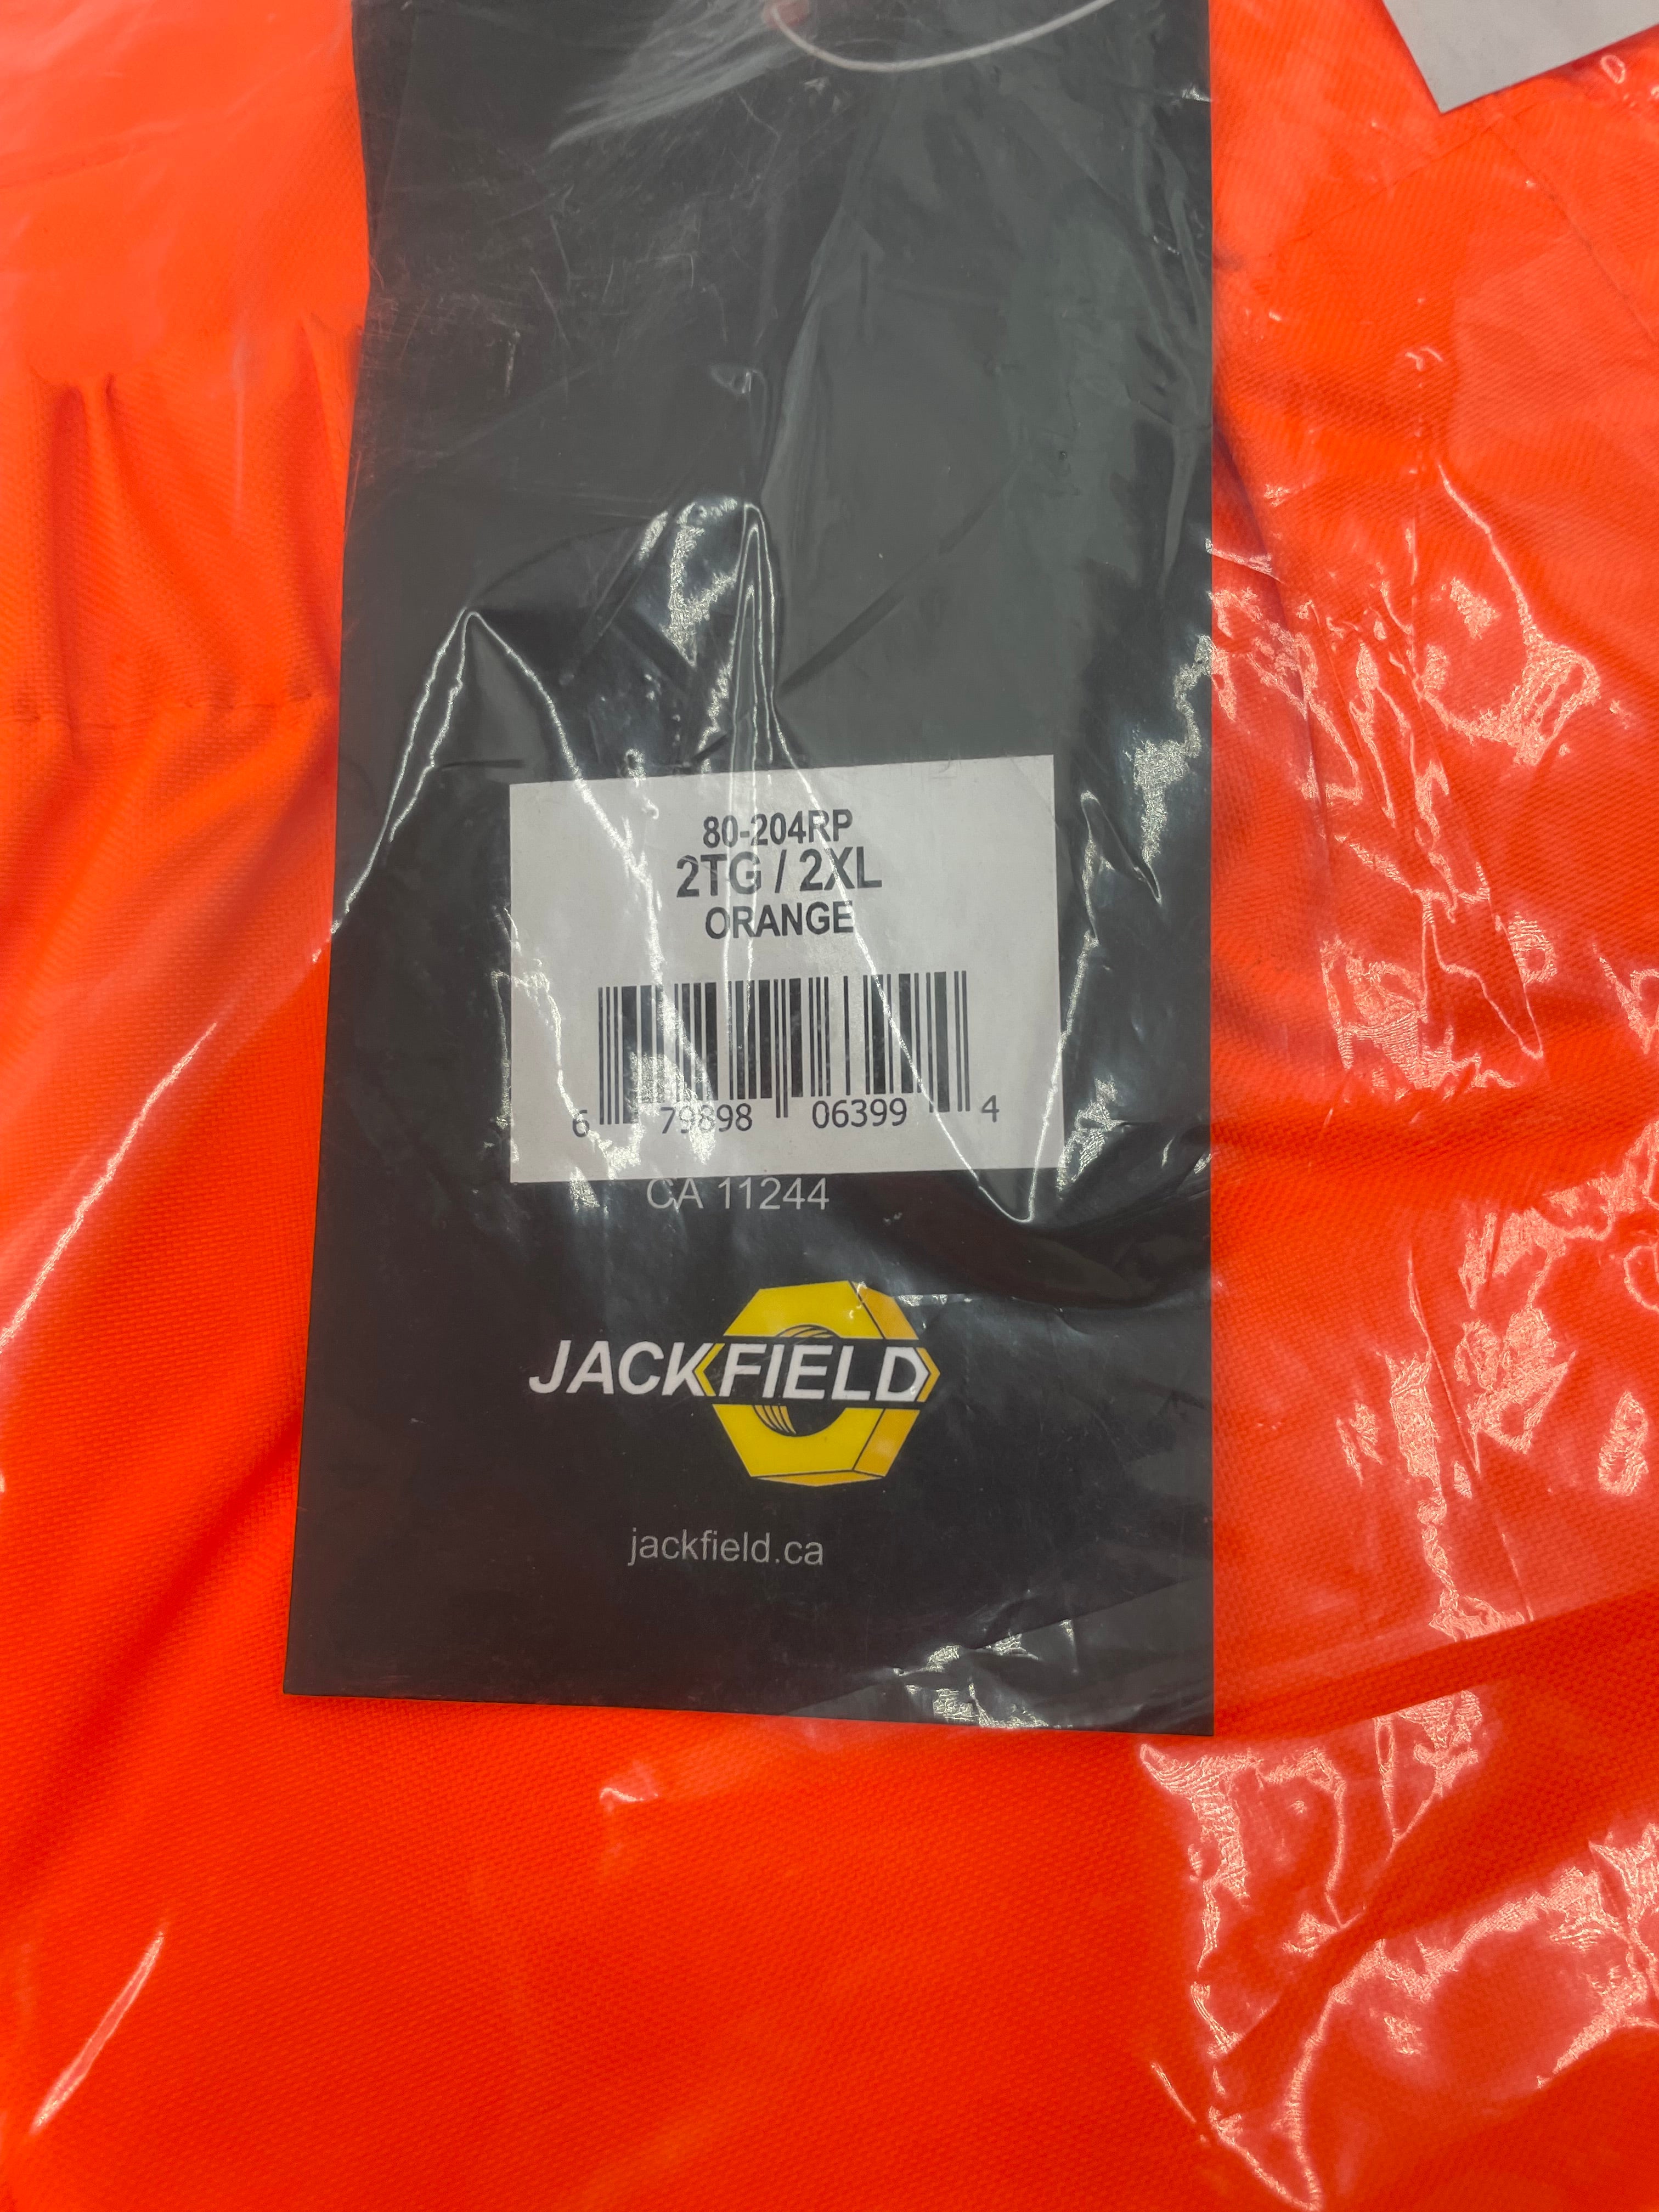 80-204RP
2TG / 2XL
ORANGE
6 79898 06399 4
CA 11244
JACKFIELD
jackfield.ca